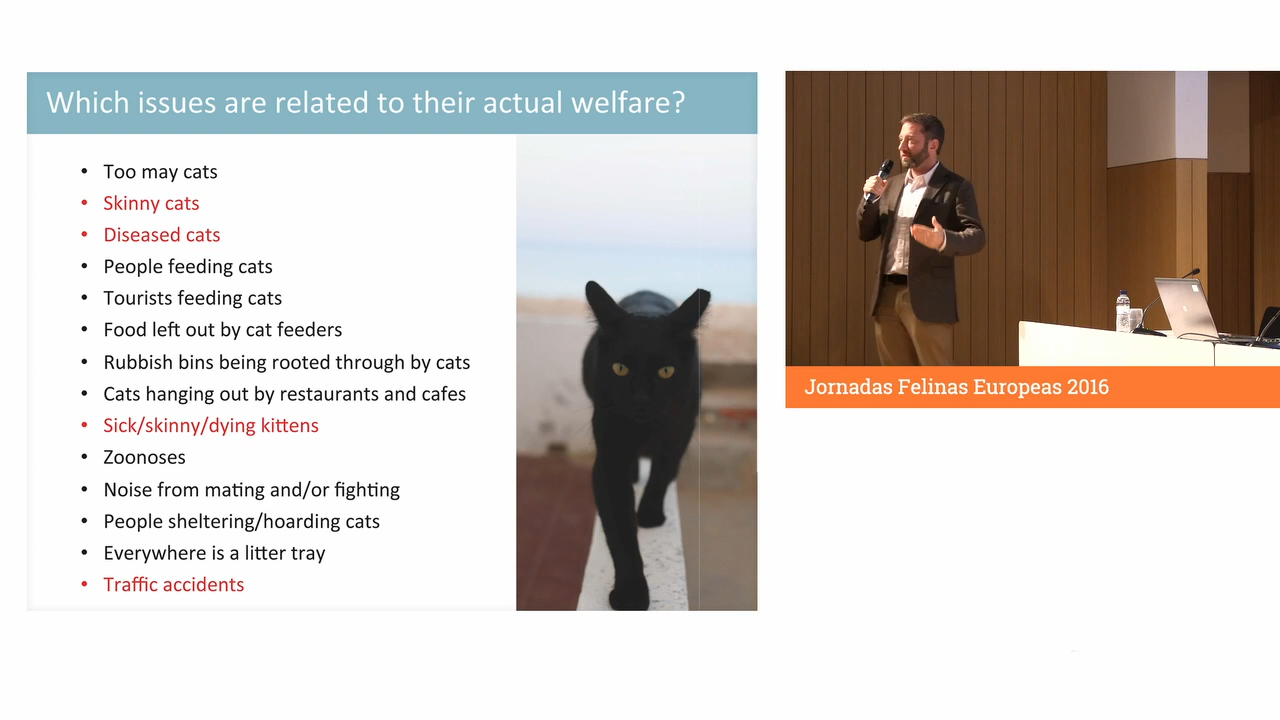 Which issues are related to their actual welfare?
• Too may cats
• Skinny cats
• Diseased cats
• People feeding cats
• Tourists feeding cats
• Food left out by cat feeders
• Rubbish bins being rooted through by cats
• Cats hanging out by restaurants and cafes
• Sick/skinny/dying kittens
• Zoonoses
• Noise from mating and/or fighting
• People sheltering/hoarding cats
• Everywhere is a litter tray
• Traffic accidents
Jornadas Felinas Europeas 2016